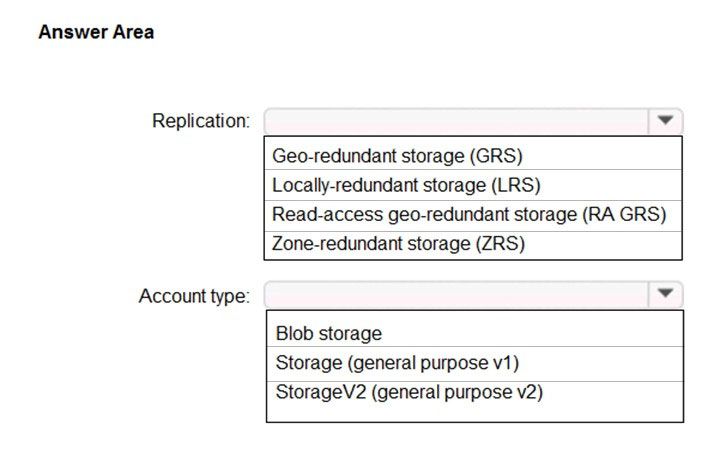 Answer Area
Replication:
Geo-redundant storage (GRS)
Locally-redundant storage (LRS)
Read-access geo-redundant storage (RA GRS)
Zone-redundant storage (ZRS)
Account type:
Blob storage
Storage (general purpose v1)
StorageV2 (general purpose v2)